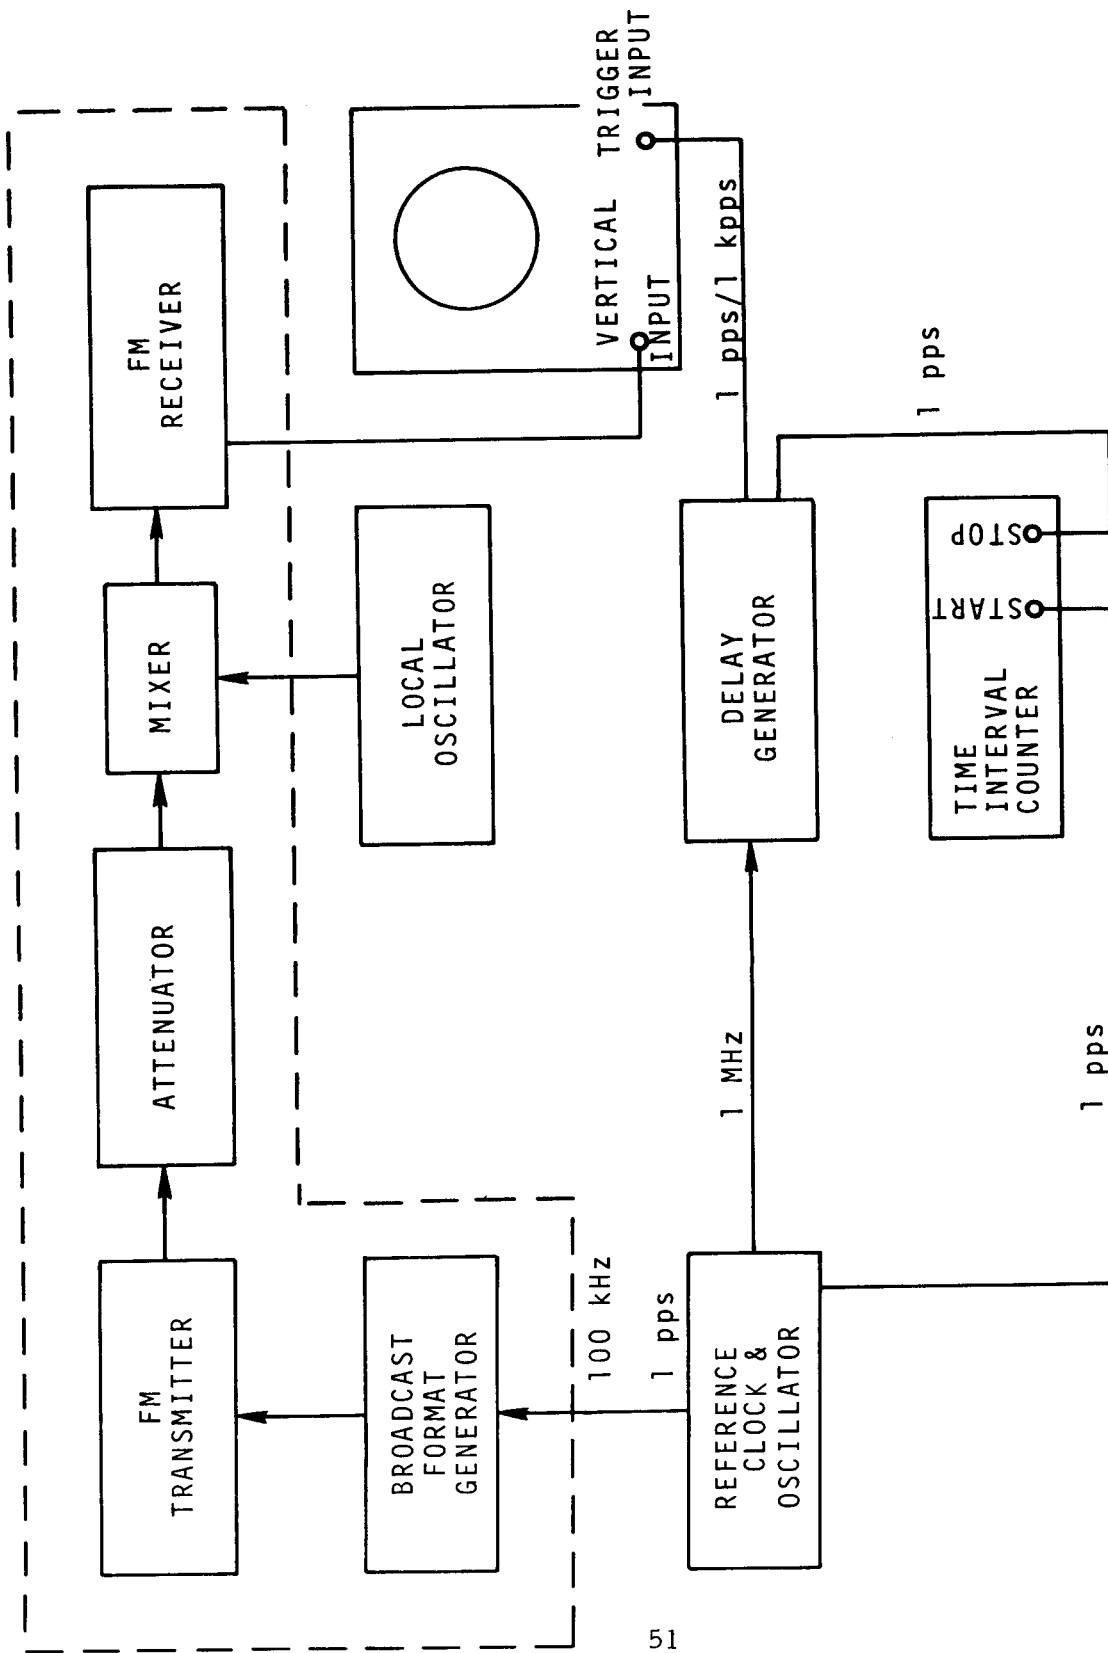 FM
TRANSMITTER
ATTENUATOR
MIXER
FM
RECEIVER
BROADCAST
FORMAT
GENERATOR
LOCAL
OSCILLATOR
VERTICAL
INPUT
TRIGGER
INPUT
100 kHz
1 pps
REFERENCE
CLOCK &
OSCILLATOR
1 MHz
DELAY
GENERATOR
1 pps/1 kpps
1 pps
TIME
INTERVAL
COUNTER
START
STOP
1 pps
51